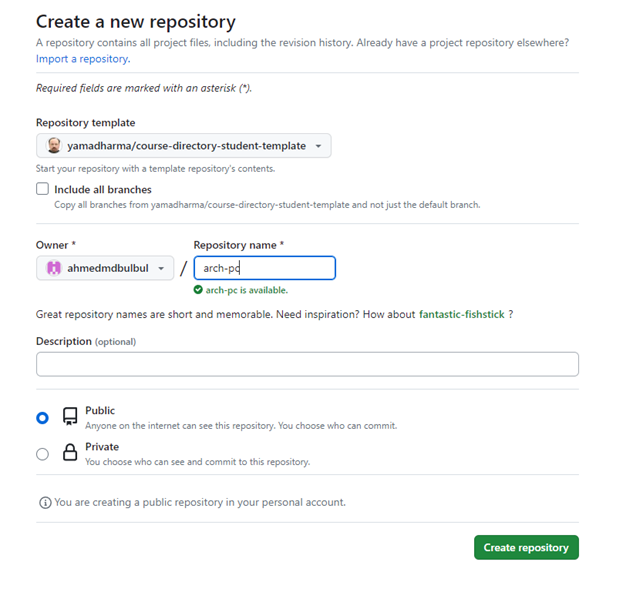 Create a new repository
A repository contains all project files, including the revision history. Already have a project repository elsewhere?
Import a repository.
Required fields are marked with an asterisk (*).
Repository template
yamadharma/course-directory-student-template
Start your repository with a template repository's contents.
Include all branches
Copy all branches from yamadharma/course-directory-student-template and not just the default branch.
Owner * Repository name *
ahmedmdbulbul / arch-pc
arch-pc is available.
Great repository names are short and memorable. Need inspiration? How about fantastic-fishstick ?
Description (optional)
Public
Anyone on the internet can see this repository. You choose who can commit.
Private
You choose who can see and commit to this repository.
You are creating a public repository in your personal account.
Create repository